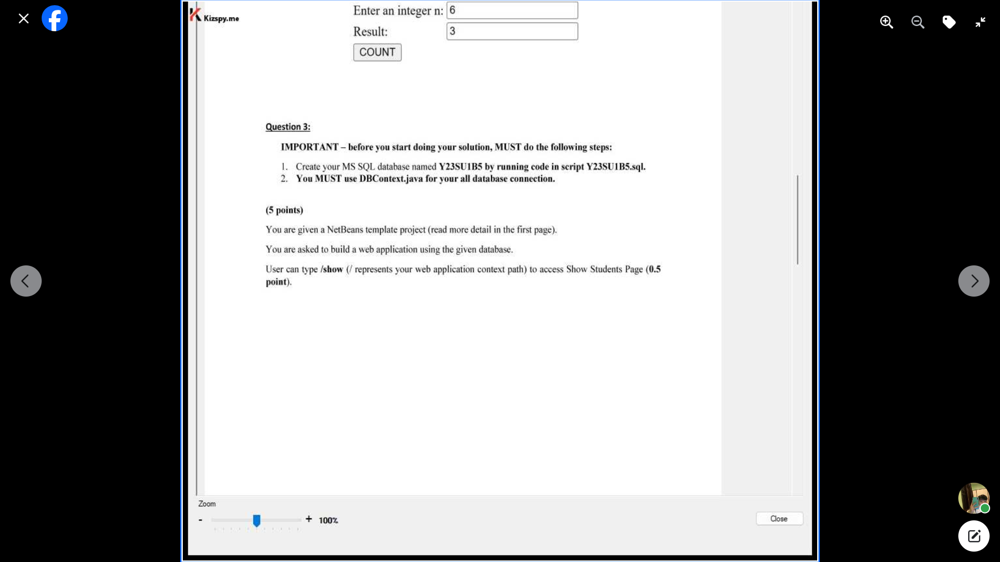 Kizspy.me
Enter an integer n: 6
Result: 3
COUNT
Question 3:
IMPORTANT – before you start doing your solution, MUST do the following steps:
1. Create your MS SQL database named Y23SU1B5 by running code in script Y23SU1B5.sql.
2. You MUST use DBContext.java for your all database connection.
(5 points)
You are given a NetBeans template project (read more detail in the first page).
You are asked to build a web application using the given database.
User can type /show (/ represents your web application context path) to access Show Students Page (0.5
point).
Zoom
- + 100%
Close